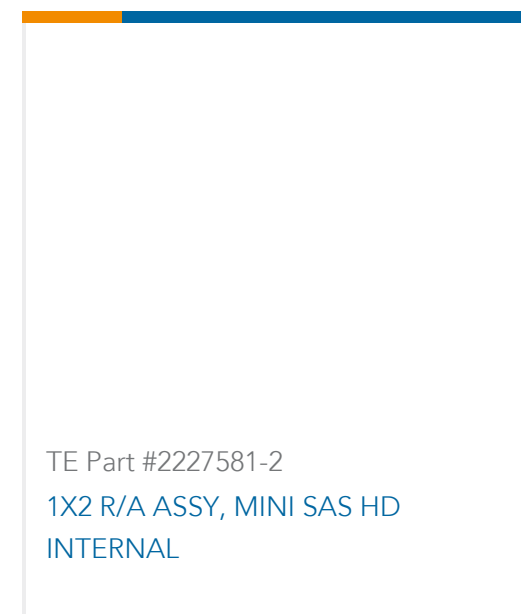 TE Part #2227581-2
1X2 R/A ASSY, MINI SAS HD
INTERNAL